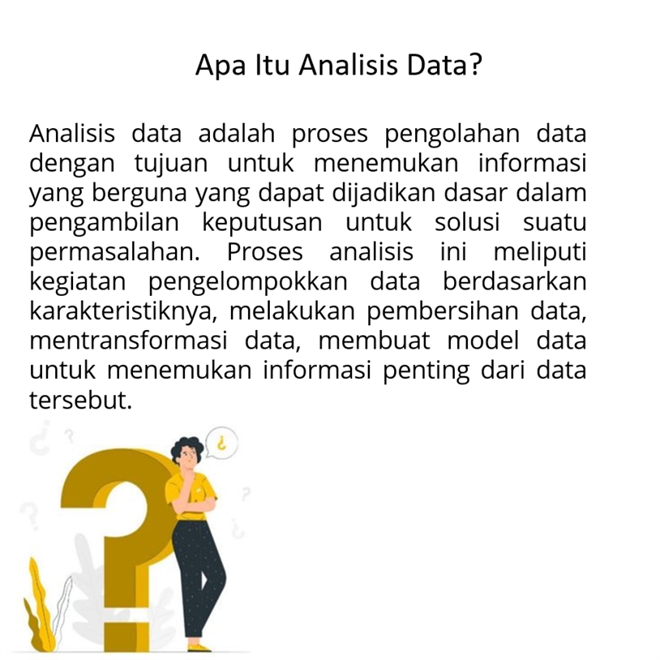 Apa Itu Analisis Data?
Analisis data adalah proses pengolahan data
dengan tujuan untuk menemukan informasi
yang berguna yang dapat dijadikan dasar dalam
pengambilan keputusan untuk solusi suatu
permasalahan. Proses analisis ini meliputi
kegiatan pengelompokkan data berdasarkan
karakteristiknya, melakukan pembersihan data,
mentransformasi data, membuat model data
untuk menemukan informasi penting dari data
tersebut.